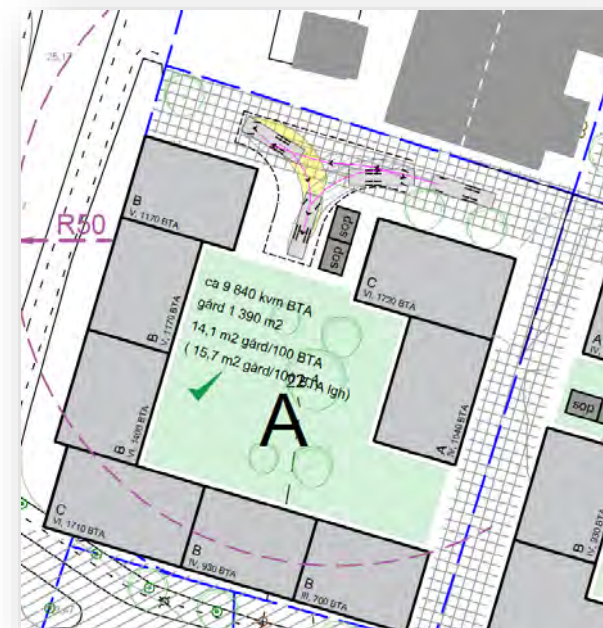 25,17
R50
B
V, 1170 BTA
B
V, 1170 BTA
B
VI, 1400 BTA
C
VI, 1710 BTA
B
IV, 930 BTA
B
III, 700 BTA
sop
sop
C
VI, 1720 BTA
A
IV, 1040 BTA
ca 9 840 kvm BTA
gård 1 390 m2
14,1 m2 gård/100 BTA
( 15,7 m2 gård/100 BTA lgh)
A
sop
B
IV, 930 BTA
A